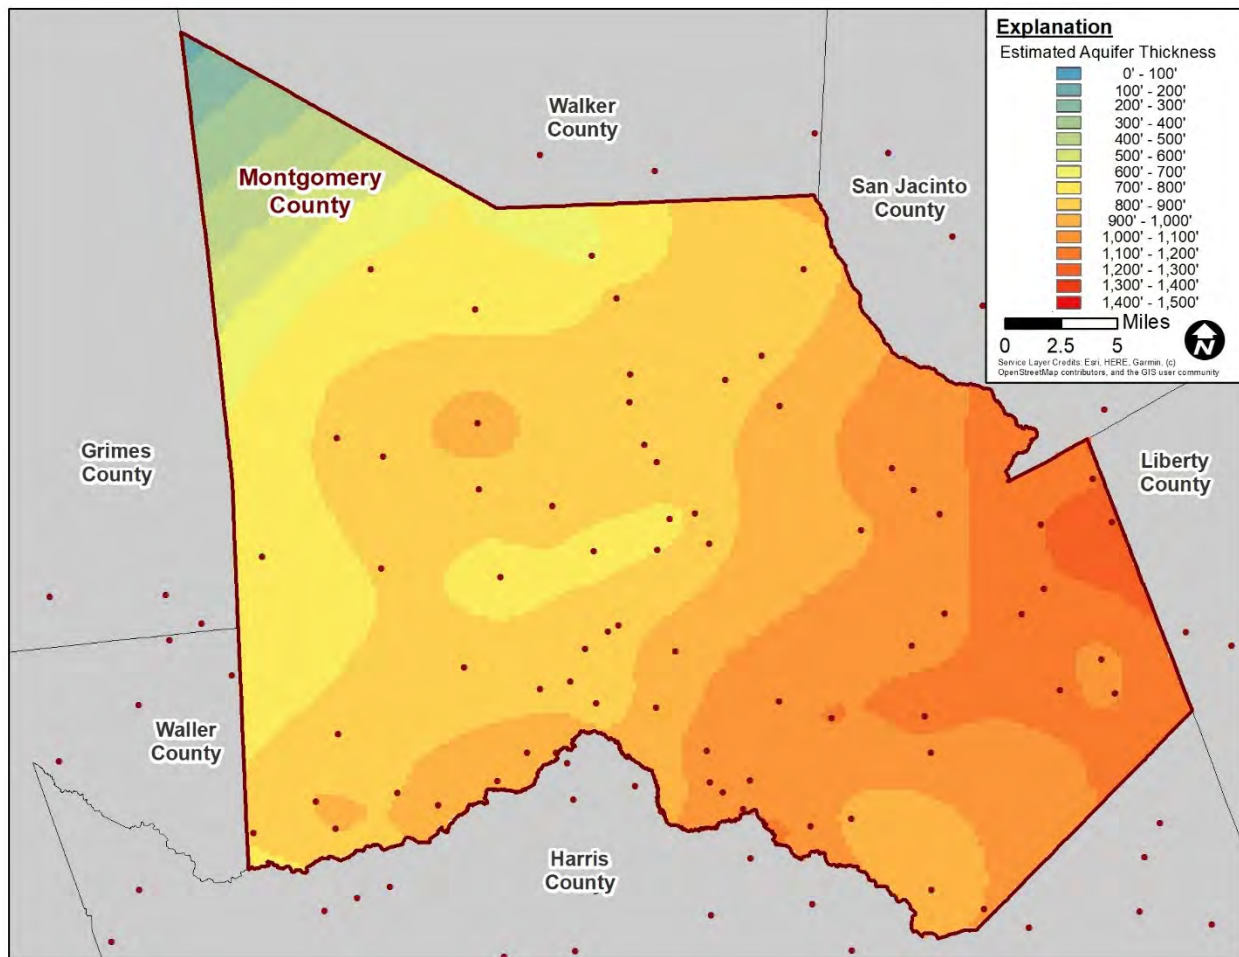 Explanation
Estimated Aquifer Thickness
0' - 100'
100' - 200'
200' - 300'
300' - 400'
400' - 500'
500' - 600'
600' - 700'
700' - 800'
800' - 900'
900' - 1,000'
1,000' - 1,100'
1,100' - 1,200'
1,200' - 1,300'
1,300' - 1,400'
1,400' - 1,500'
Miles
0 2.5 5
N
Service Layer Credits: Esri, HERE, Garmin, (c)
OpenStreetMap contributors, and the GIS user community
Walker
County
San Jacinto
County
Montgomery
County
Grimes
County
Liberty
County
Waller
County
Harris
County